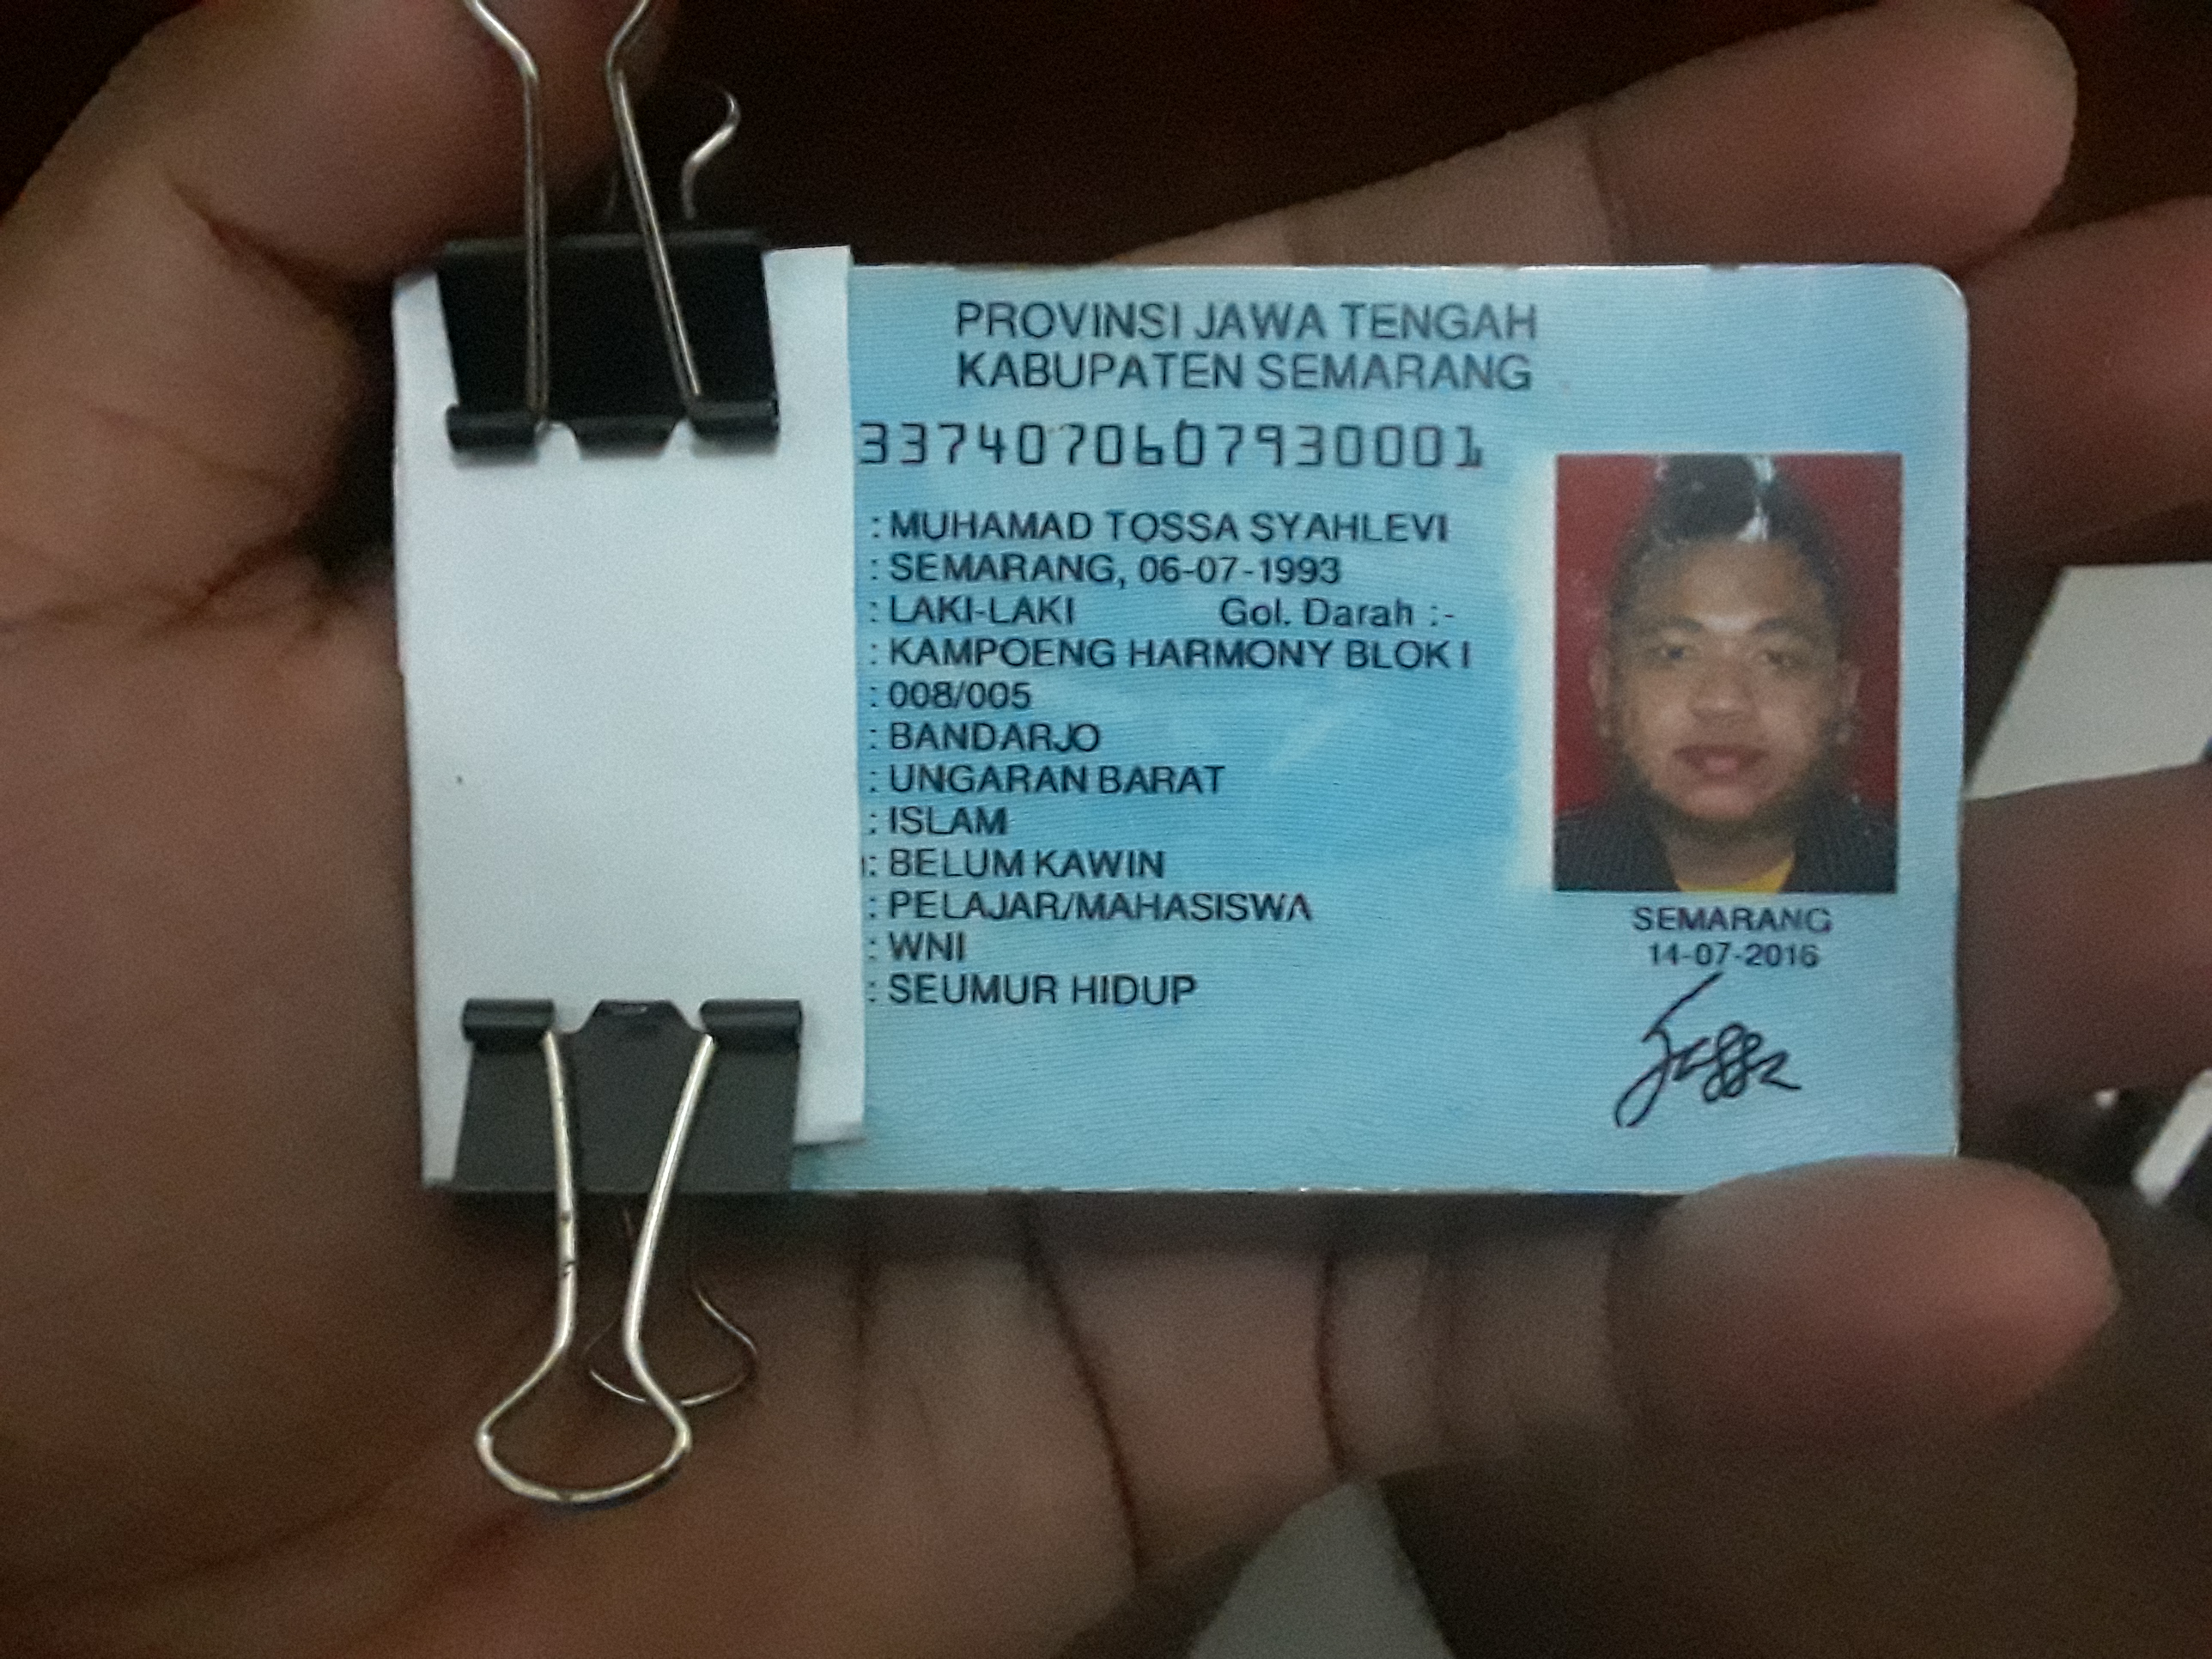 PROVINSI JAWA TENGAH
KABUPATEN SEMARANG
3374070607930001
: MUHAMAD TOSSA SYAHLEVI
: SEMARANG, 06-07-1993
: LAKI-LAKI Gol. Darah :-
: KAMPOENG HARMONY BLOK I
: 008/005
: BANDARJO
: UNGARAN BARAT
: ISLAM
: BELUM KAWIN
: PELAJAR/MAHASISWA
: WNI
: SEUMUR HIDUP
SEMARANG
14-07-2016